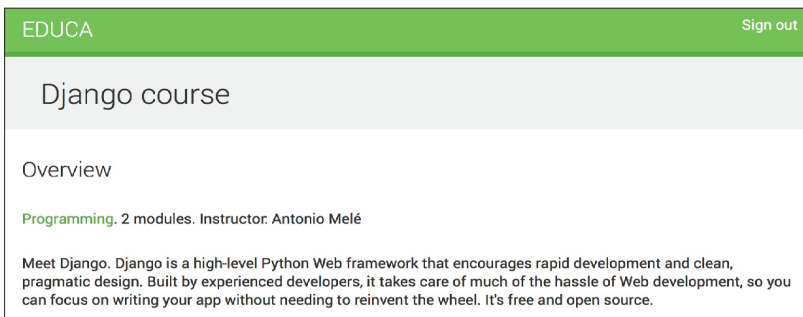 EDUCA
Sign out
Django course
Overview
Programming. 2 modules. Instructor: Antonio Melé
Meet Django. Django is a high-level Python Web framework that encourages rapid development and clean,
pragmatic design. Built by experienced developers, it takes care of much of the hassle of Web development, so you
can focus on writing your app without needing to reinvent the wheel. It's free and open source.